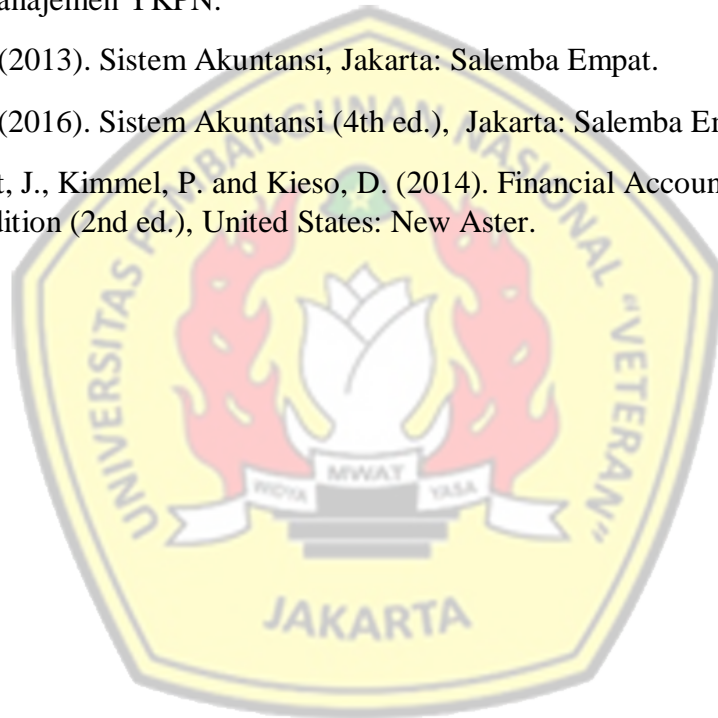 anajemen YKPN.
(2013). Sistem Akuntansi, Jakarta: Salemba Empat.
(2016). Sistem Akuntansi (4th ed.), Jakarta: Salemba Em
t, J., Kimmel, P. and Kieso, D. (2014). Financial Accoun
dition (2nd ed.), United States: New Aster.
UNIVERSITAS PEMBANGUNAN NASIONAL "VETERAN"
WIDYA MWAT YASA
JAKARTA